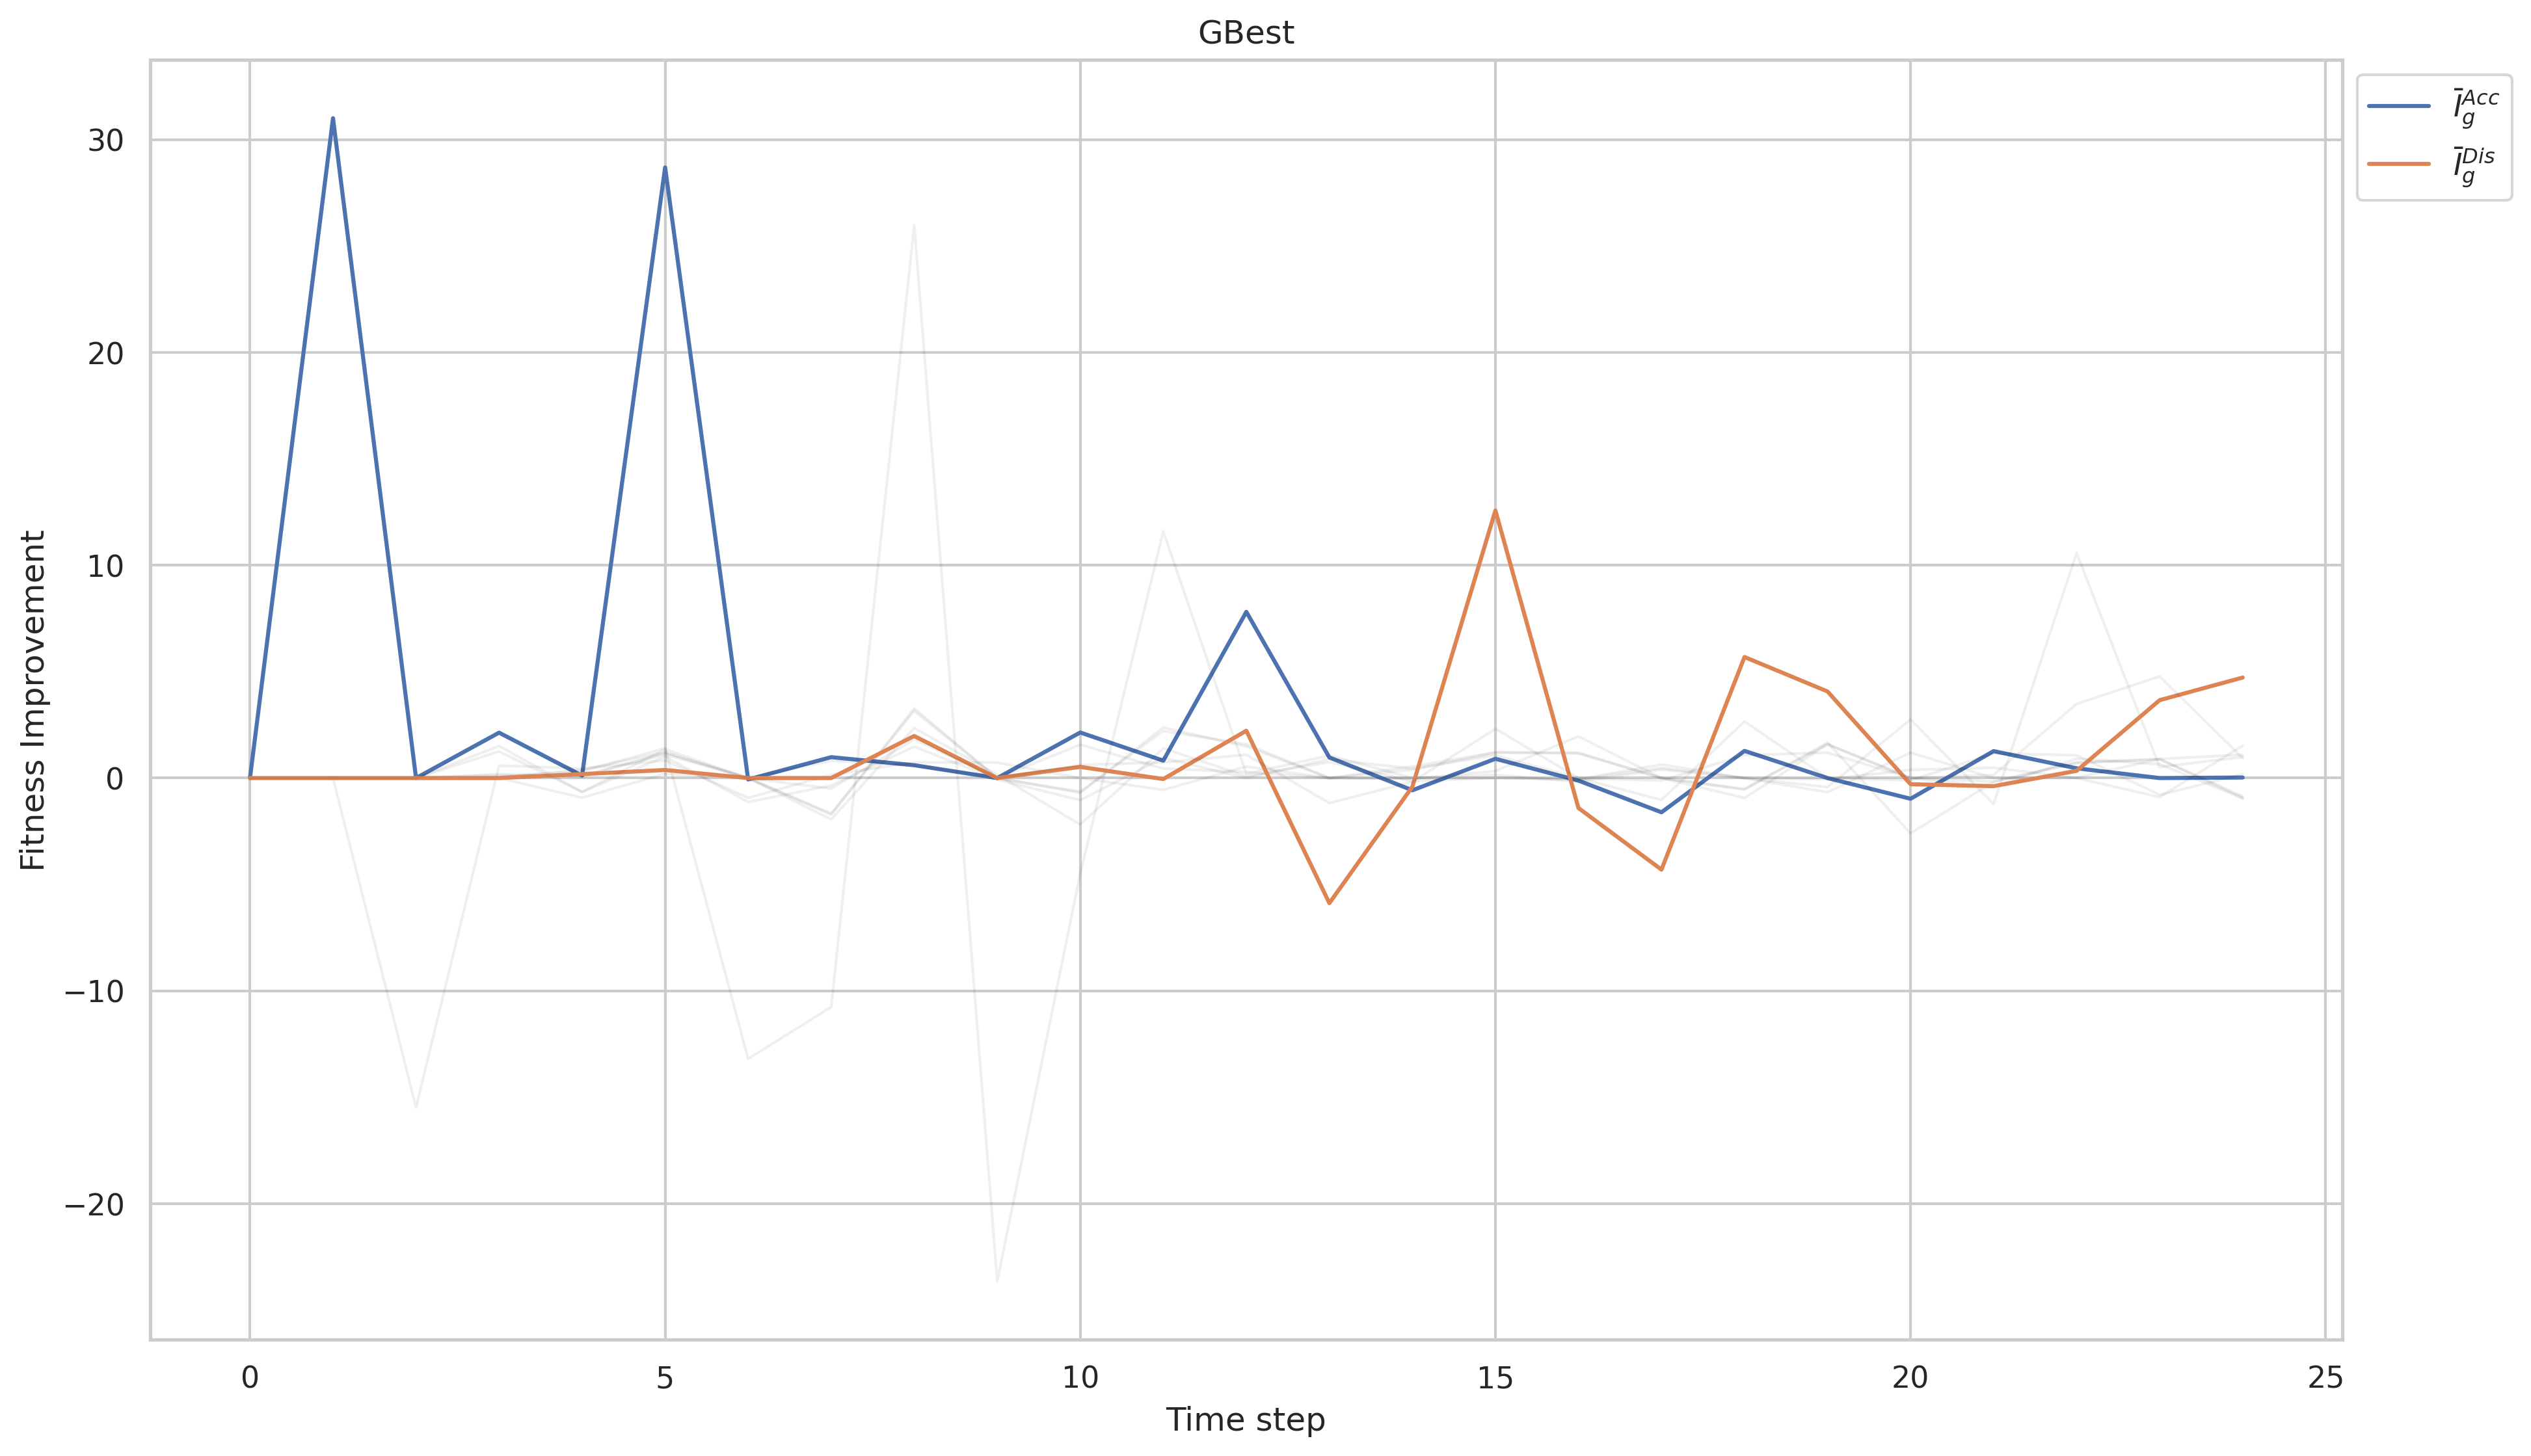 GBest
Fitness Improvement
30
20
10
0
−10
−20
0 5 10 15 20 25
Time step
Ī_g^{Acc}
Ī_g^{Dis}